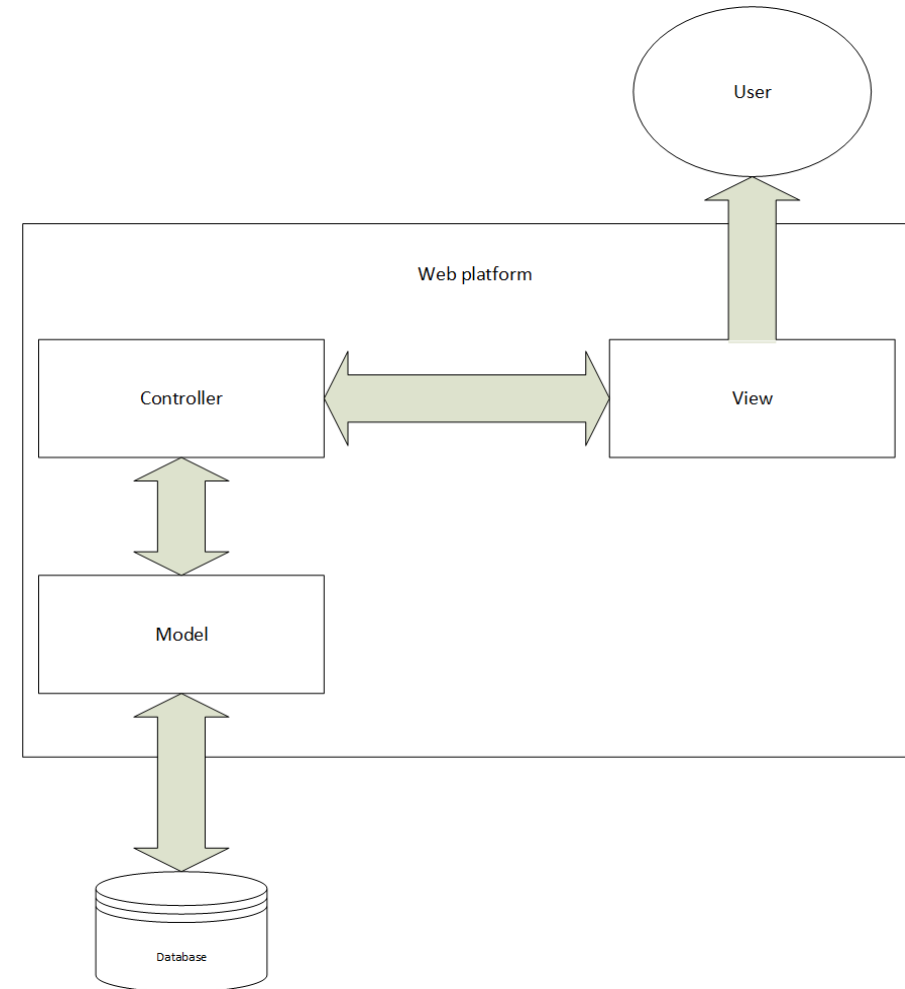 User
Web platform
Controller
View
Model
Database